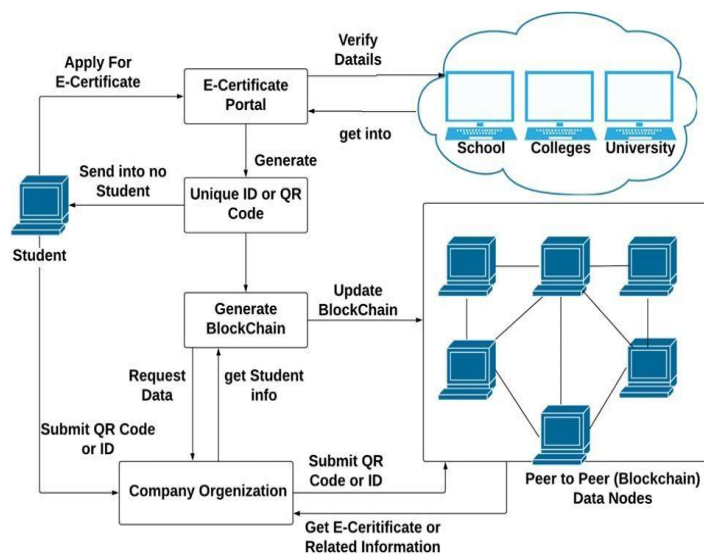 Apply For
E-Certificate
E-Certificate
Portal
Verify
Datails
get into
School
Colleges
University
Generate
Send into no
Student
Unique ID or QR
Code
Student
Generate
BlockChain
Update
BlockChain
Request
Data
get Student
info
Submit QR Code
or ID
Company Orgenization
Submit QR
Code or ID
Peer to Peer (Blockchain)
Data Nodes
Get E-Ceritificate or
Related Information